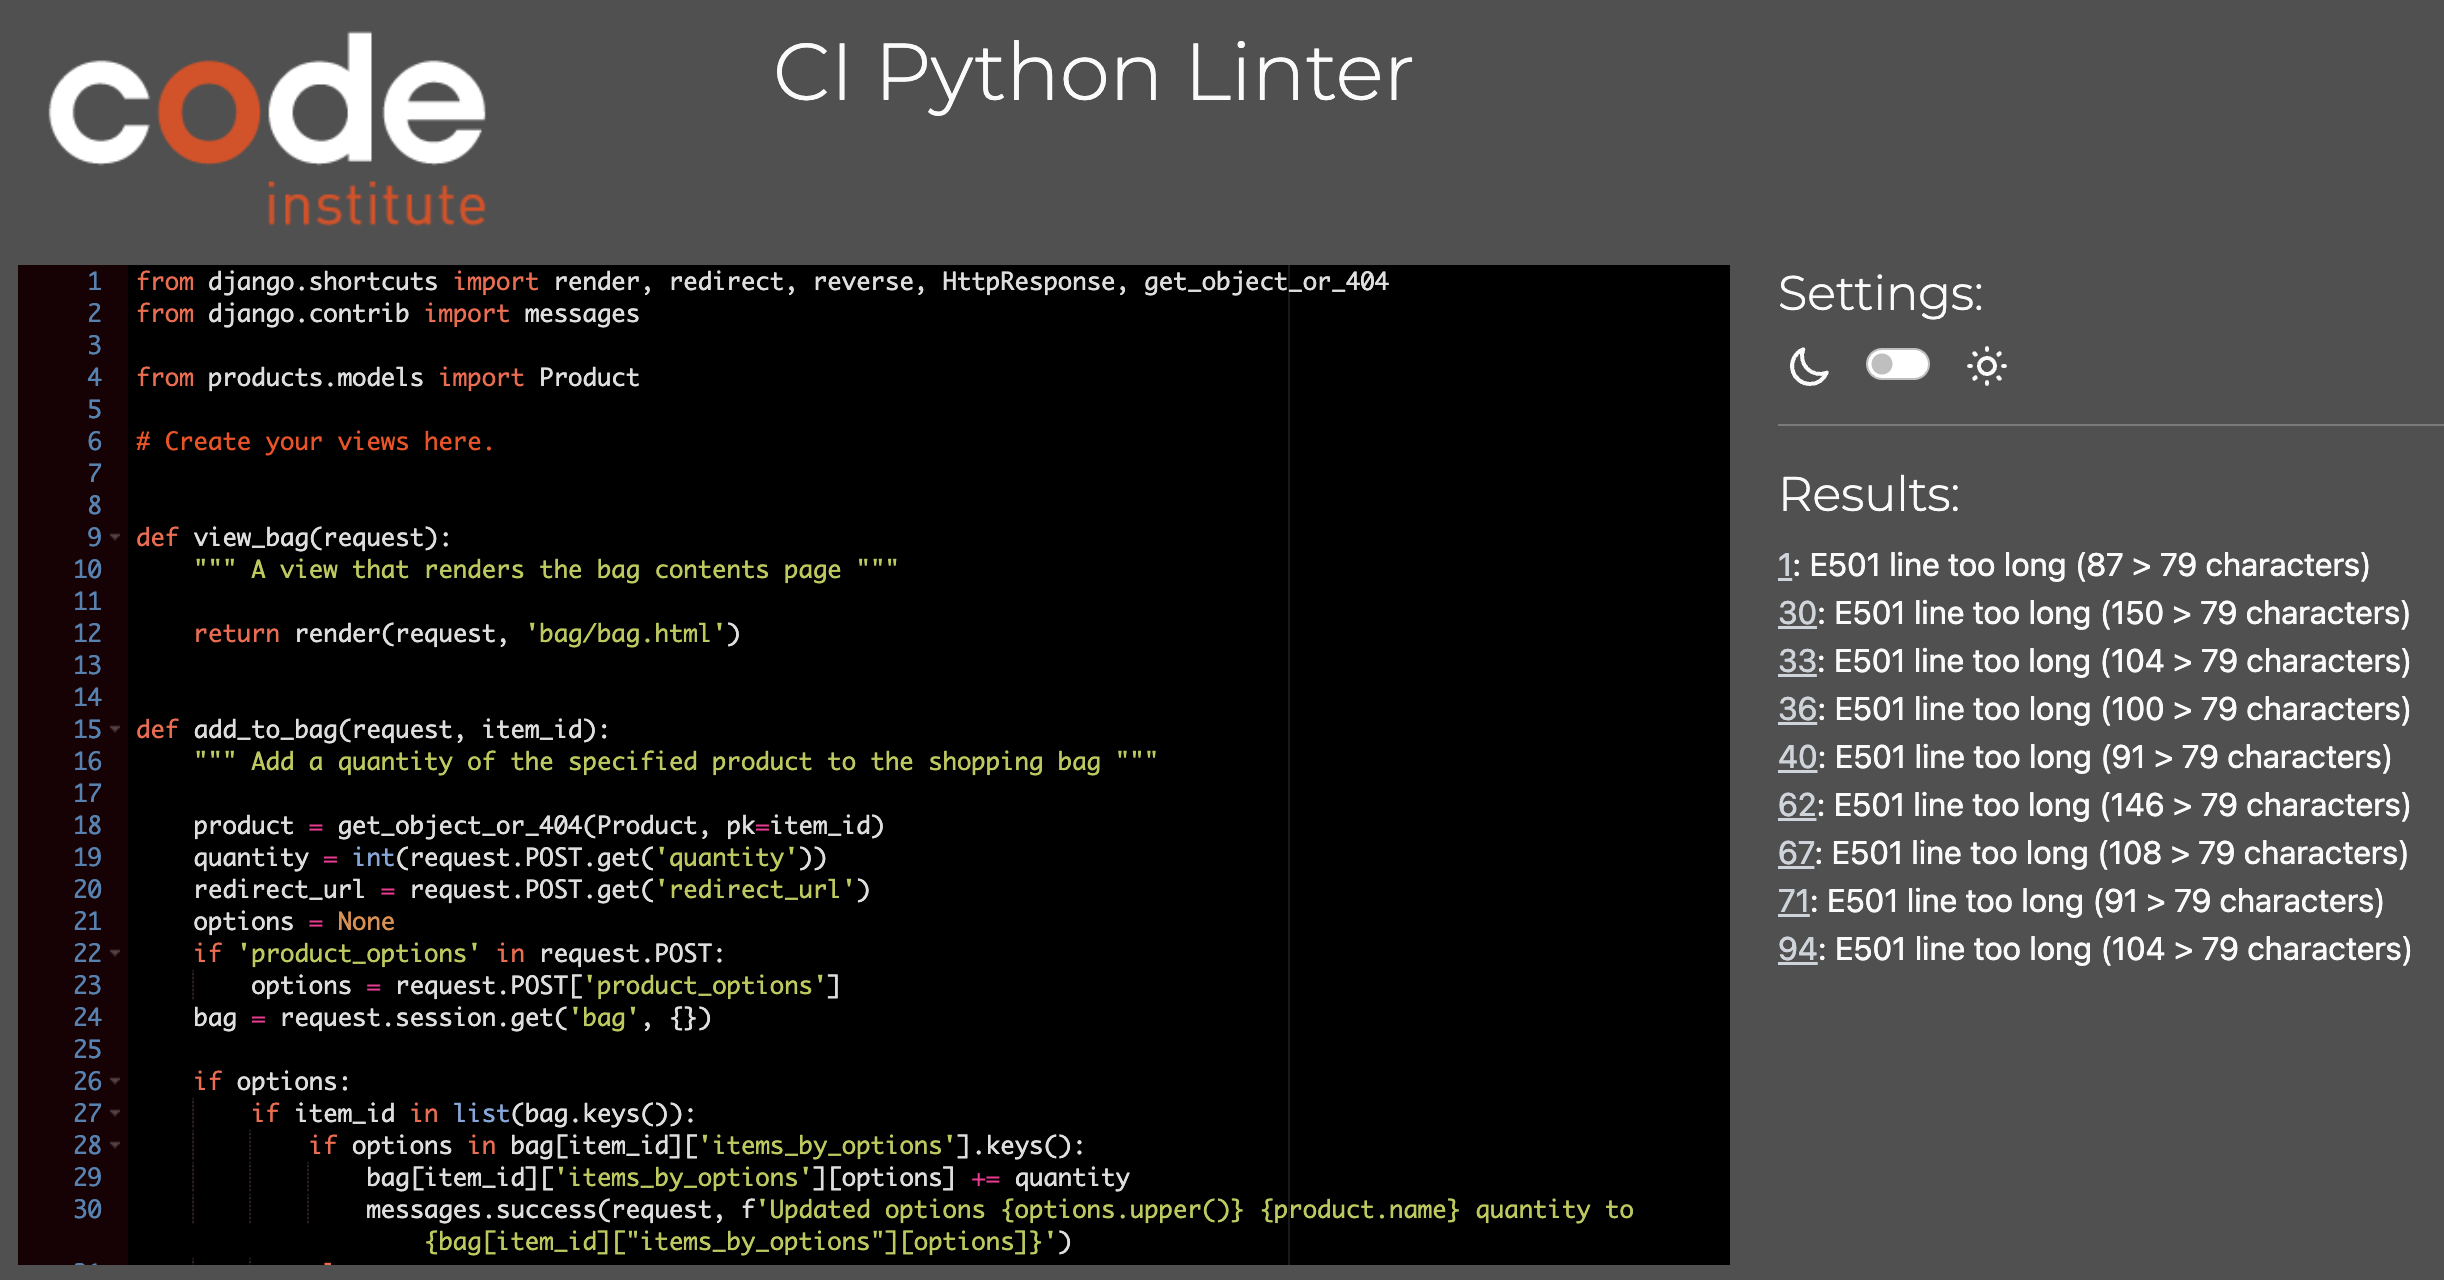 code
institute
CI Python Linter
1 from django.shortcuts import render, redirect, reverse, HttpResponse, get_object_or_404
2 from django.contrib import messages
3
4 from products.models import Product
5
6 # Create your views here.
7
8
9 def view_bag(request):
10     """ A view that renders the bag contents page """
11
12     return render(request, 'bag/bag.html')
13
14
15 def add_to_bag(request, item_id):
16     """ Add a quantity of the specified product to the shopping bag """
17
18     product = get_object_or_404(Product, pk=item_id)
19     quantity = int(request.POST.get('quantity'))
20     redirect_url = request.POST.get('redirect_url')
21     options = None
22     if 'product_options' in request.POST:
23         options = request.POST['product_options']
24     bag = request.session.get('bag', {})
25
26     if options:
27         if item_id in list(bag.keys()):
28             if options in bag[item_id]['items_by_options'].keys():
29                 bag[item_id]['items_by_options'][options] += quantity
30                 messages.success(request, f'Updated options {options.upper()} {product.name} quantity to
{bag[item_id]["items_by_options"][options]}')
Settings:
Results:
1: E501 line too long (87 > 79 characters)
30: E501 line too long (150 > 79 characters)
33: E501 line too long (104 > 79 characters)
36: E501 line too long (100 > 79 characters)
40: E501 line too long (91 > 79 characters)
62: E501 line too long (146 > 79 characters)
67: E501 line too long (108 > 79 characters)
71: E501 line too long (91 > 79 characters)
94: E501 line too long (104 > 79 characters)